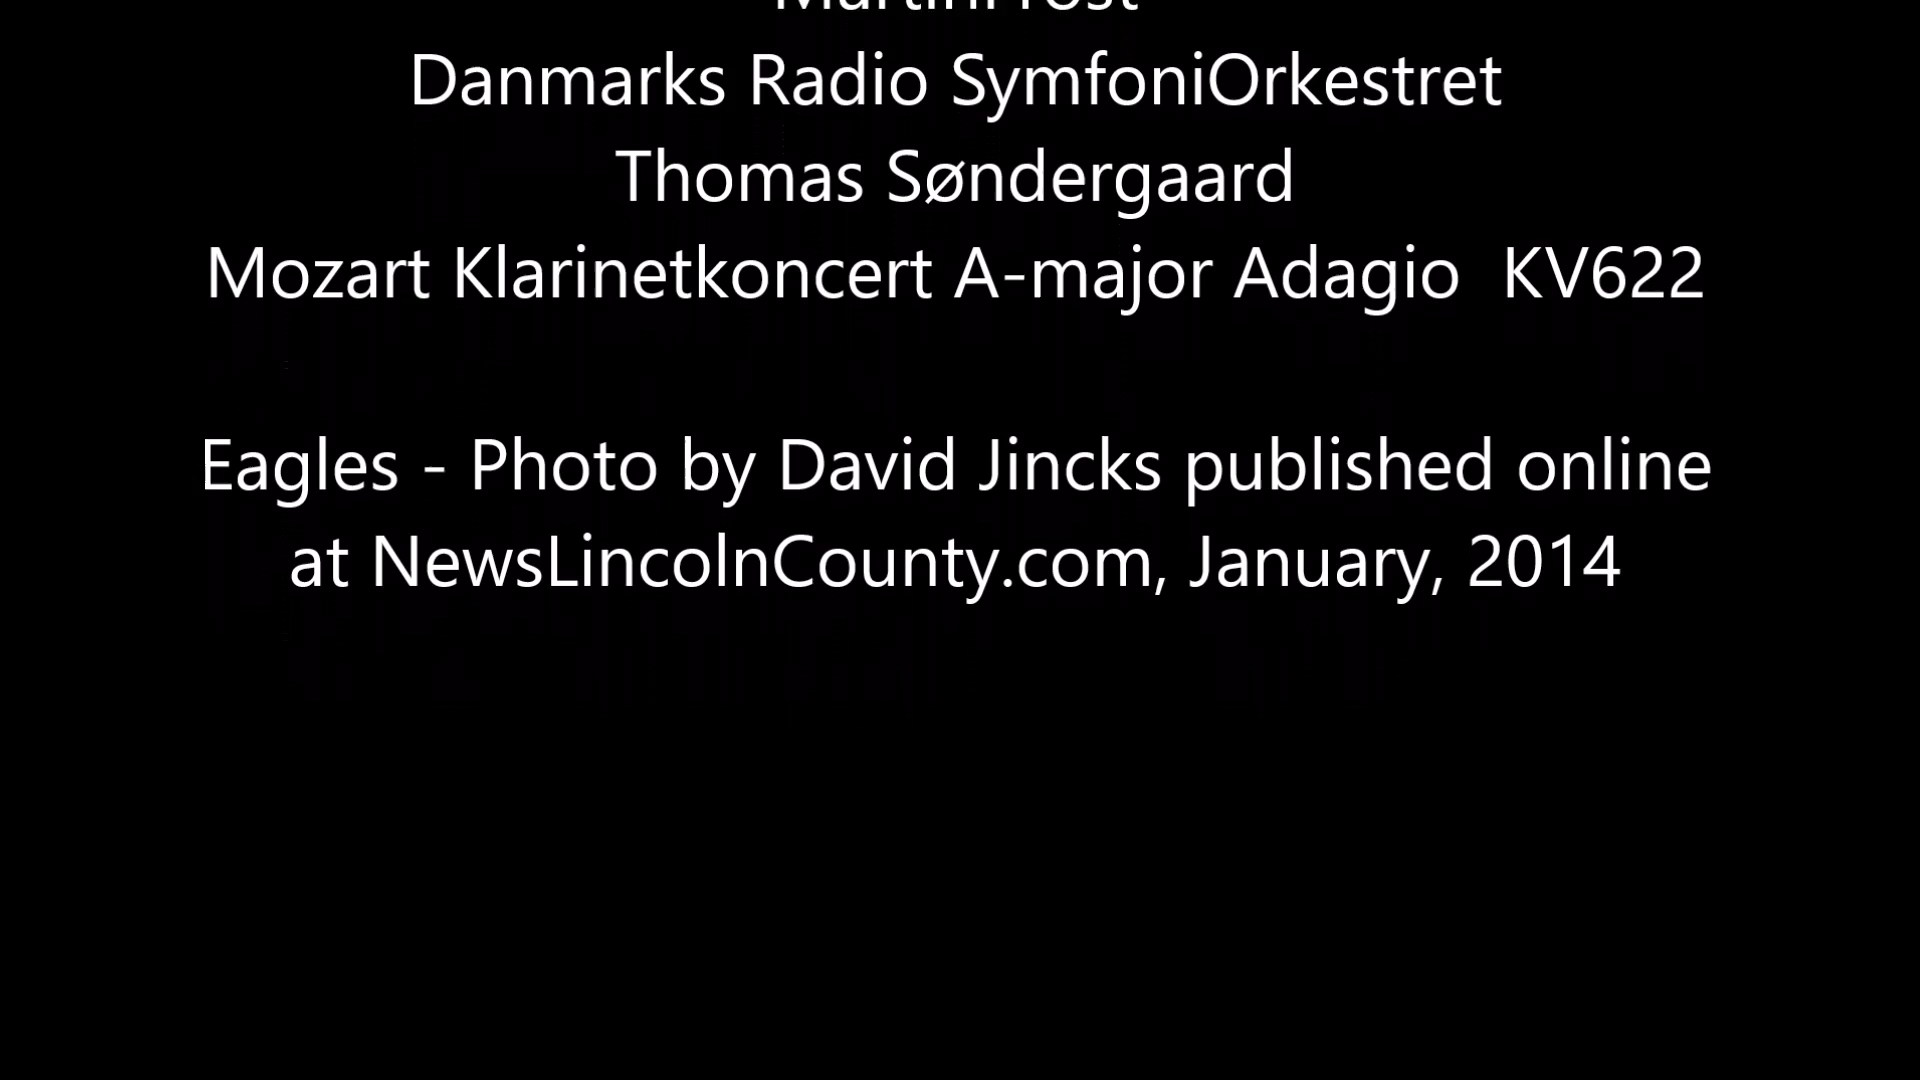 Danmarks Radio SymfoniOrkestret
Thomas Søndergaard
Mozart Klarinetkoncert A-major Adagio  KV622
Eagles - Photo by David Jincks published online
at NewsLincolnCounty.com, January, 2014